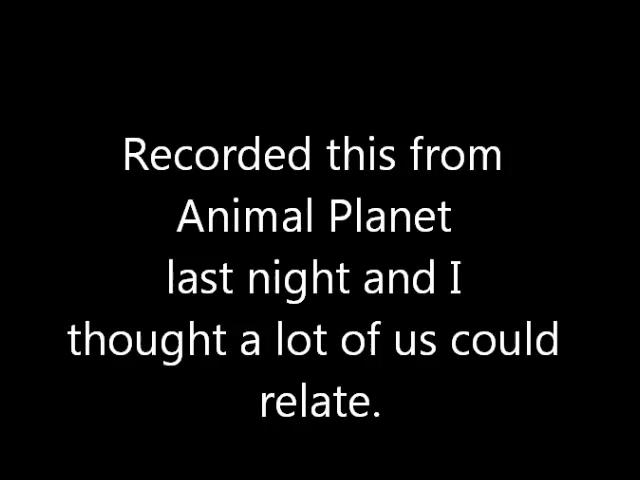 Recorded this from
Animal Planet
last night and I
thought a lot of us could
relate.